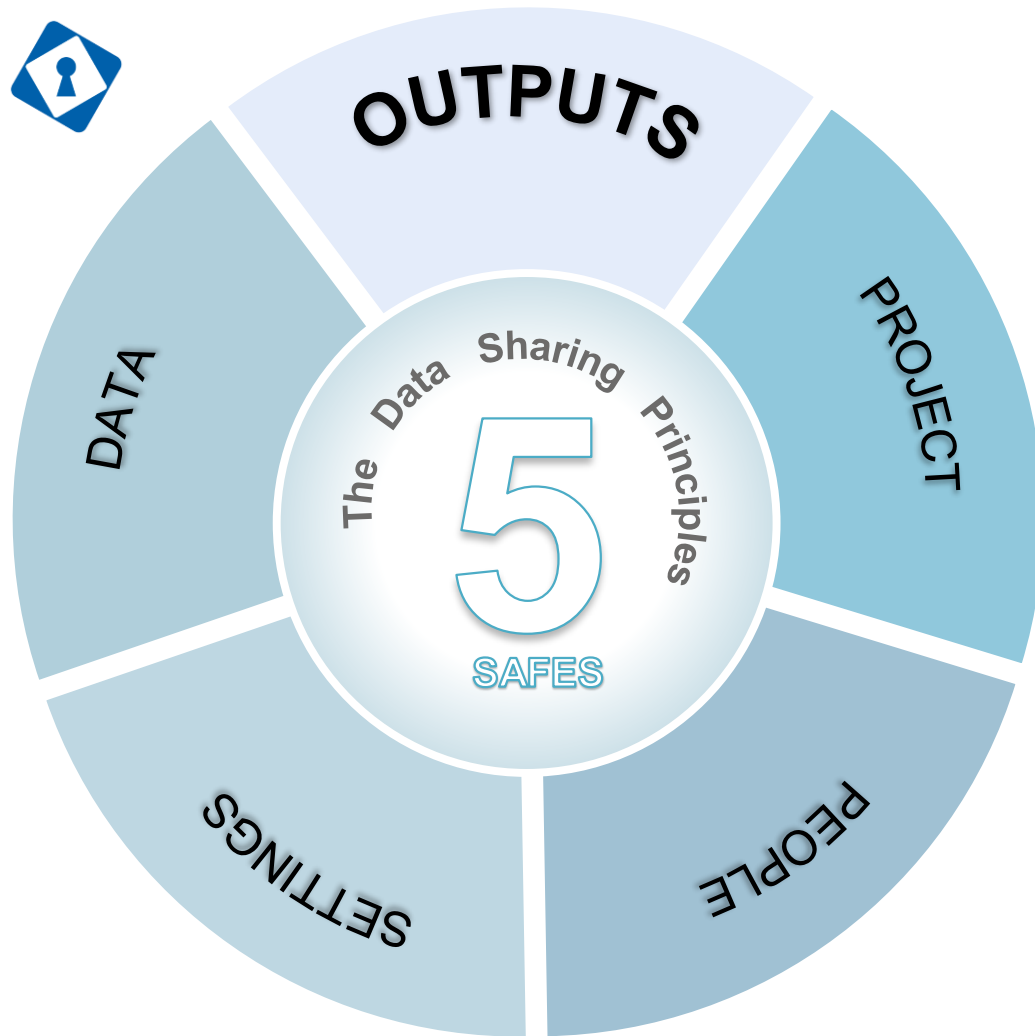 OUTPUTS
PROJECT
PEOPLE
SETTINGS
DATA
The Data Sharing Principles
5
SAFES